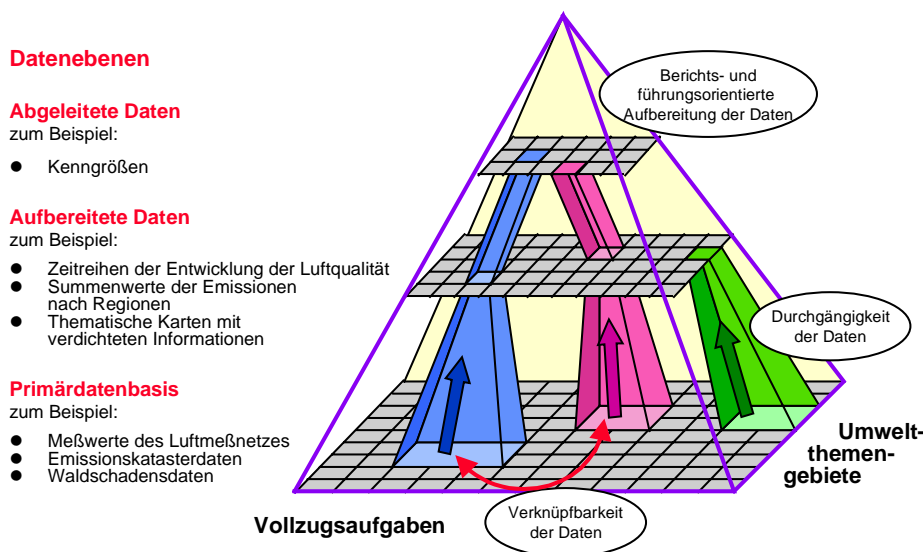 Datenebenen
Abgeleitete Daten
zum Beispiel:
● Kenngrößen
Aufbereitete Daten
zum Beispiel:
● Zeitreihen der Entwicklung der Luftqualität
● Summenwerte der Emissionen
nach Regionen
● Thematische Karten mit
verdichteten Informationen
Primärdatenbasis
zum Beispiel:
● Meßwerte des Luftmeßnetzes
● Emissionskatasterdaten
● Waldschadensdaten
Berichts- und
führungsorientierte
Aufbereitung der Daten
Durchgängigkeit
der Daten
Umwelt-
themen-
gebiete
Vollzugsaufgaben
Verknüpfbarkeit
der Daten